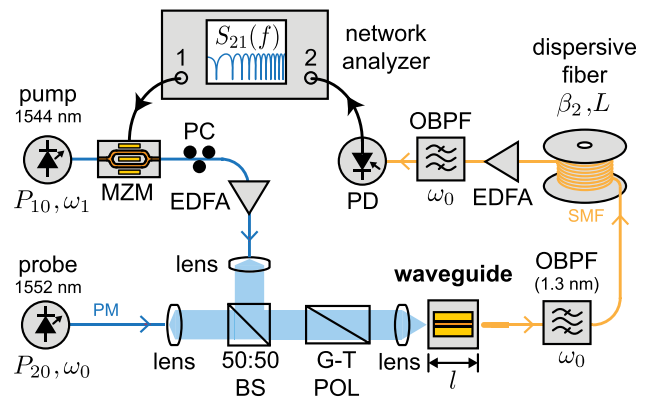 S₂₁(f)
1 2
network
analyzer
dispersive
fiber
β₂, L
pump
1544 nm
PC
OBPF
MZM
P₁₀, ω₁
EDFA
PD
ω₀
EDFA
SMF
lens
probe
1552 nm
PM
waveguide
OBPF
(1.3 nm)
P₂₀, ω₀
lens
50:50
BS
G-T
POL
lens
l
ω₀